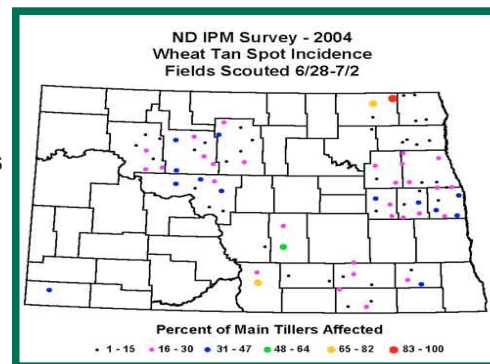 ND IPM Survey - 2004
Wheat Tan Spot Incidence
Fields Scouted 6/28-7/2
s
Percent of Main Tillers Affected
• 1 - 15 • 16 - 30 • 31 - 47 • 48 - 64 • 65 - 82 • 83 - 100